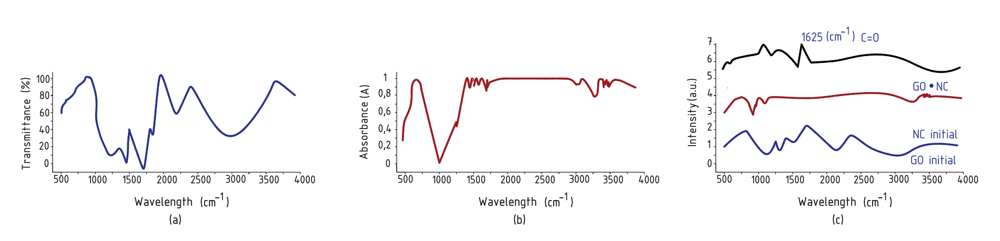 Transmittance (%)
100
80
60
40
20
0
500 1000 1500 2000 2500 3000 3500 4000
Wavelength (cm⁻¹)
(a)
Absorbance (A)
1
0,8
0,6
0,4
0,2
0
500 1000 1500 2000 2500 3000 3500 4000
Wavelength (cm⁻¹)
(b)
Intensity (a.u.)
7
6
5
4
3
2
1
0
1625 (cm⁻¹) C=O
GO • NC
NC initial
GO initial
500 1000 1500 2000 2500 3000 3500 4000
Wavelength (cm⁻¹)
(c)